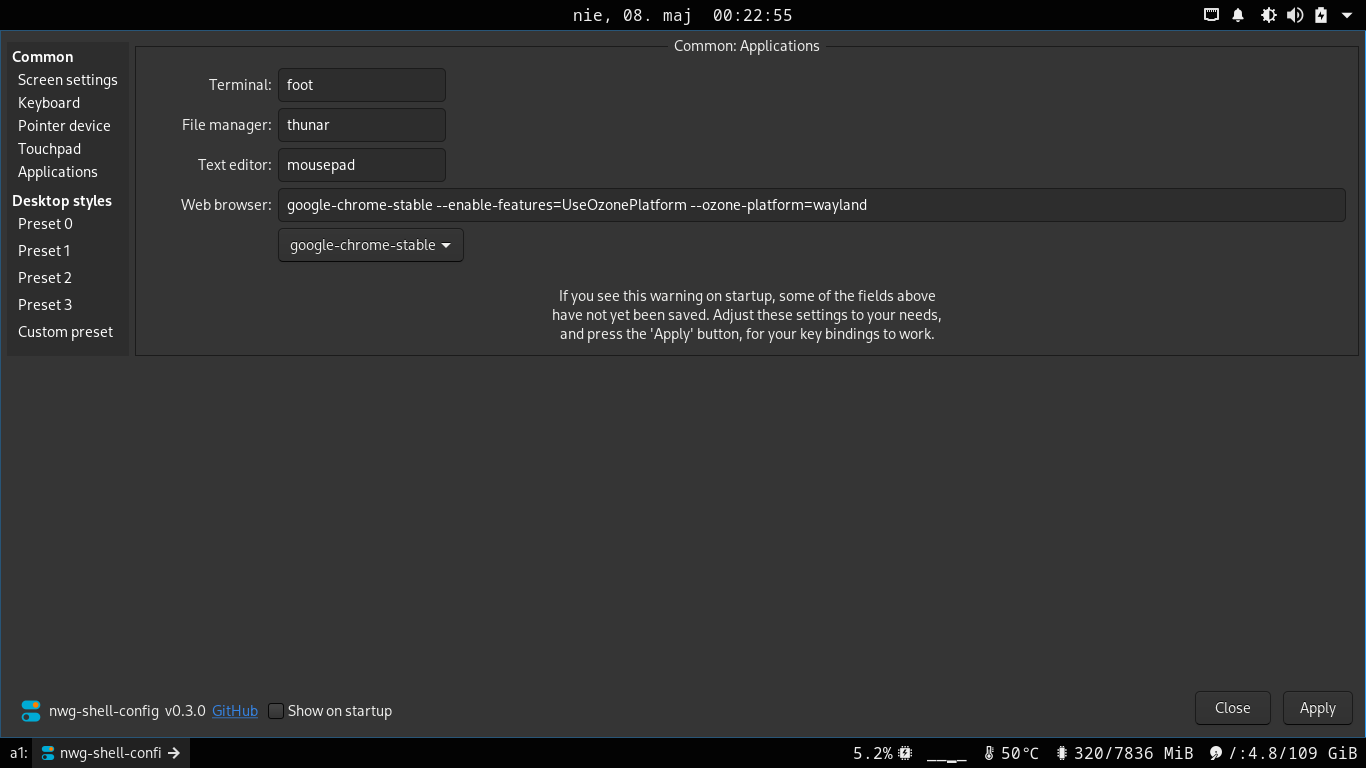 nie, 08. maj 00:22:55
Common: Applications
Common
Screen settings
Keyboard
Pointer device
Touchpad
Applications
Desktop styles
Preset 0
Preset 1
Preset 2
Preset 3
Custom preset
Terminal: foot
File manager: thunar
Text editor: mousepad
Web browser: google-chrome-stable --enable-features=UseOzonePlatform --ozone-platform=wayland
google-chrome-stable
If you see this warning on startup, some of the fields above
have not yet been saved. Adjust these settings to your needs,
and press the 'Apply' button, for your key bindings to work.
nwg-shell-config v0.3.0 GitHub Show on startup
Close Apply
a1: nwg-shell-confi 5.2% 50°C 320/7836 MiB /:4.8/109 GiB